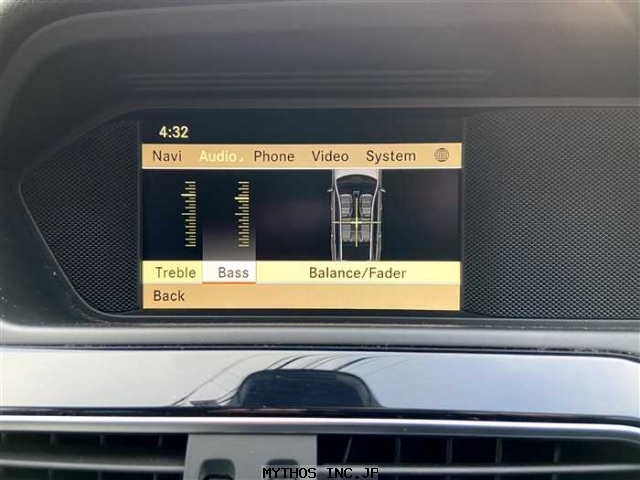 4:32
Navi Audio Phone Video System
Treble Bass Balance/Fader
Back
MYTHOS INC.JP